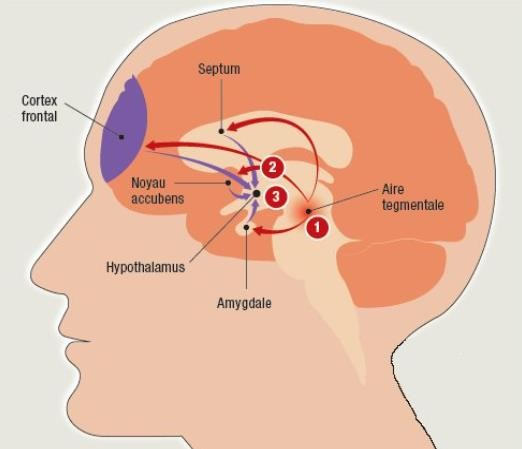 Septum
Cortex
frontal
2
Noyau
accubens
3
Aire
tegmentale
1
Hypothalamus
Amygdale